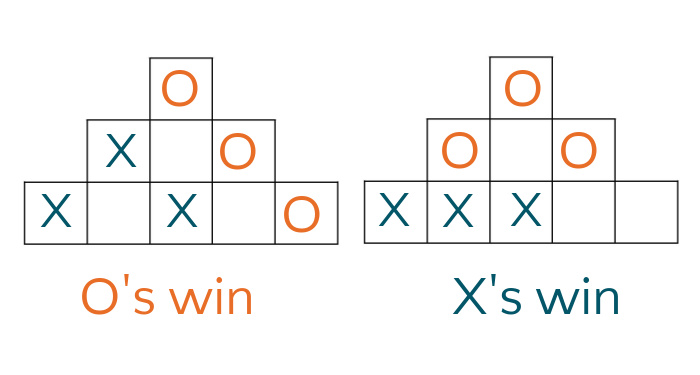 O O
X O O O
X X O X X X
O's win X's win